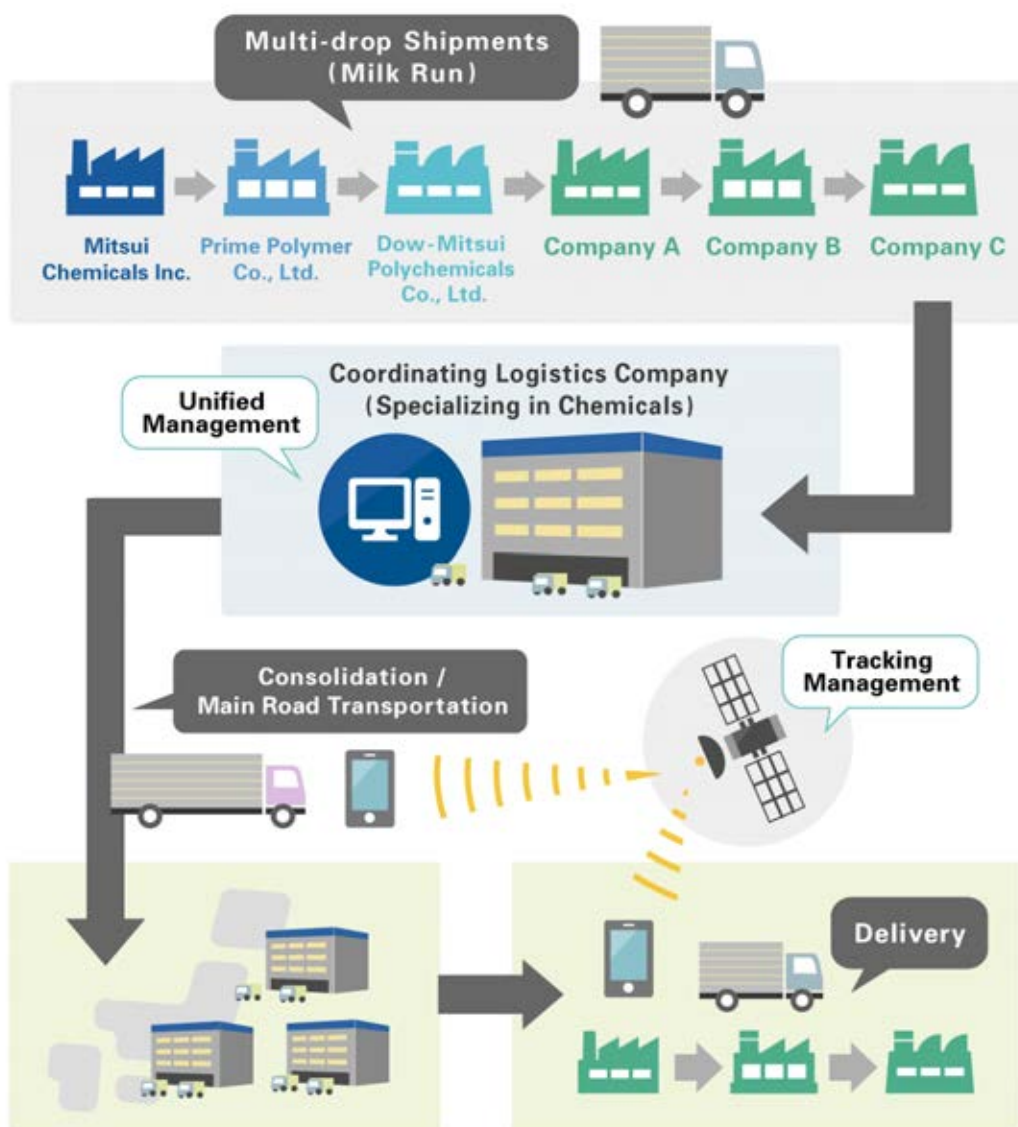 Multi-drop Shipments
(Milk Run)
Mitsui
Chemicals Inc.
Prime Polymer
Co., Ltd.
Dow-Mitsui
Polychemicals
Co., Ltd.
Company A
Company B
Company C
Coordinating Logistics Company
(Specializing in Chemicals)
Unified
Management
Consolidation /
Main Road Transportation
Tracking
Management
Delivery